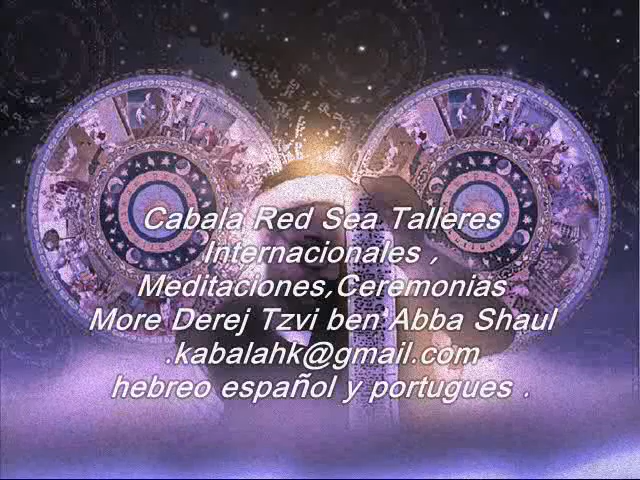 Cabala Red Sea Talleres
Internacionales ,
Meditaciones,Ceremonias
More Derej Tzvi ben Abba Shaul
.kabalahk@gmail.com
hebreo español y portugues .